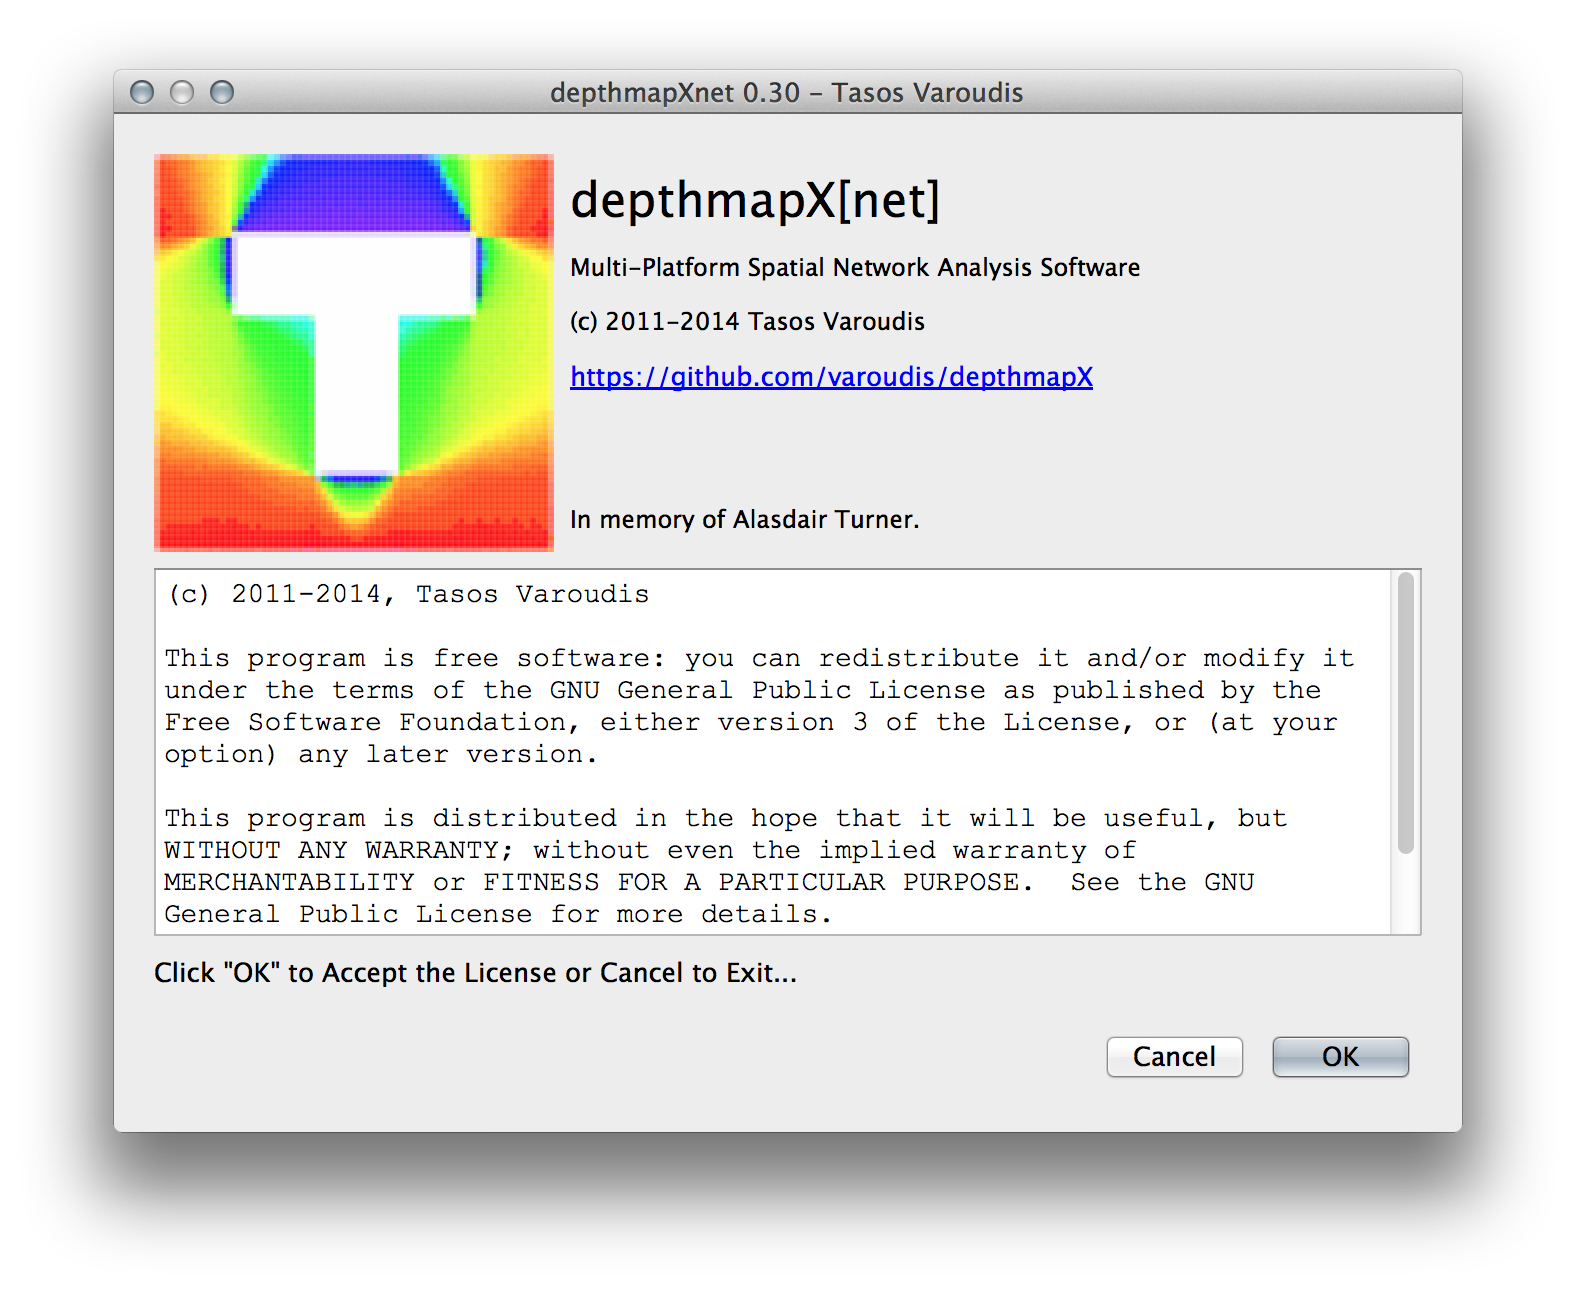 depthmapXnet 0.30 – Tasos Varoudis
depthmapX[net]
Multi-Platform Spatial Network Analysis Software
(c) 2011-2014 Tasos Varoudis
https://github.com/varoudis/depthmapX
In memory of Alasdair Turner.
(c) 2011-2014, Tasos Varoudis
This program is free software: you can redistribute it and/or modify it
under the terms of the GNU General Public License as published by the
Free Software Foundation, either version 3 of the License, or (at your
option) any later version.
This program is distributed in the hope that it will be useful, but
WITHOUT ANY WARRANTY; without even the implied warranty of
MERCHANTABILITY or FITNESS FOR A PARTICULAR PURPOSE.  See the GNU
General Public License for more details.
Click "OK" to Accept the License or Cancel to Exit...
Cancel
OK